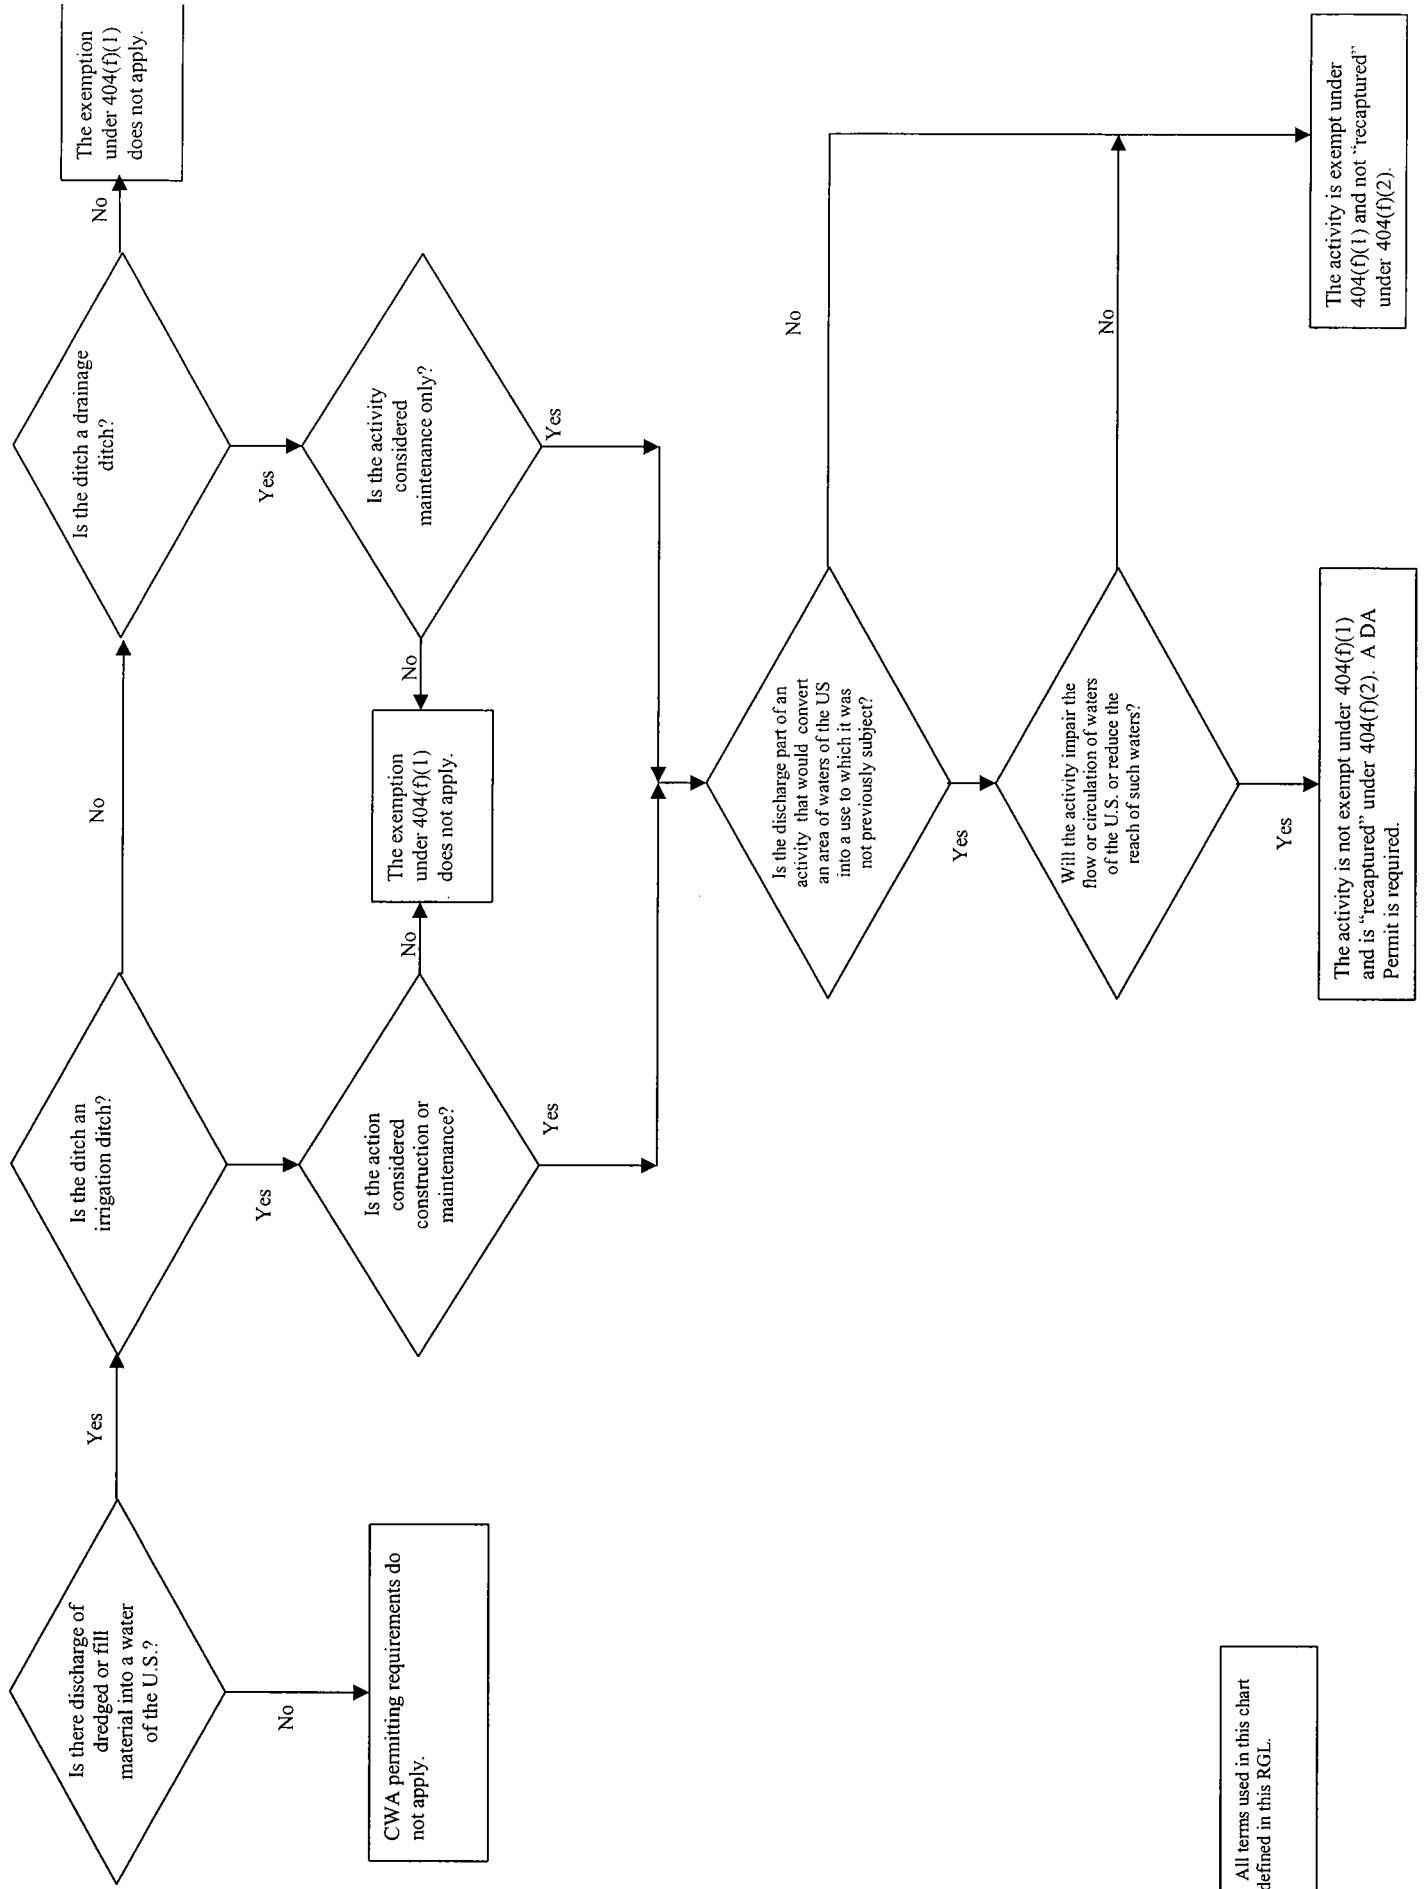 Is there discharge of
dredged or fill
material into a water
of the U.S.?
Yes
No
CWA permitting requirements do
not apply.
Is the ditch an
irrigation ditch?
No
Yes
Is the action
considered
construction or
maintenance?
No
Yes
The exemption
under 404(f)(1)
does not apply.
Is the ditch a drainage
ditch?
No
Yes
The exemption
under 404(f)(1)
does not apply.
Is the activity
considered
maintenance only?
No
Yes
Is the discharge part of an
activity that would convert
an area of waters of the US
into a use to which it was
not previously subject?
No
Yes
Will the activity impair the
flow or circulation of waters
of the U.S. or reduce the
reach of such waters?
No
Yes
The activity is not exempt under 404(f)(1)
and is “recaptured” under 404(f)(2). A DA
Permit is required.
The activity is exempt under
404(f)(1) and not “recaptured”
under 404(f)(2).
All terms used in this chart
defined in this RGL.